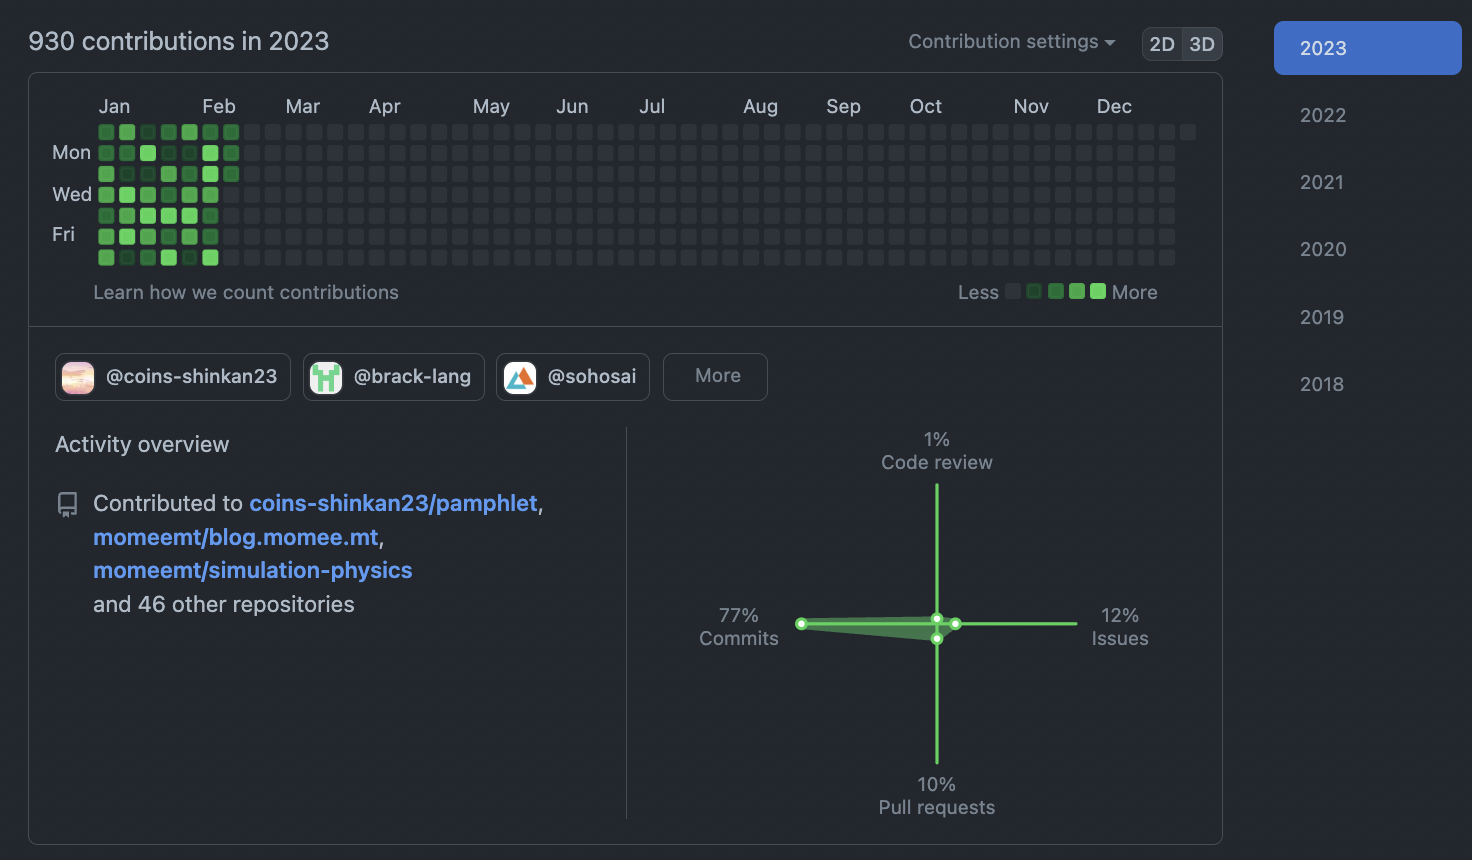 930 contributions in 2023
Contribution settings
2D 3D
Jan Feb Mar Apr May Jun Jul Aug Sep Oct Nov Dec
Mon
Wed
Fri
Learn how we count contributions
Less More
@coins-shinkan23
@brack-lang
@sohosai
More
Activity overview
Contributed to coins-shinkan23/pamphlet,
momeemt/blog.momee.mt,
momeemt/simulation-physics
and 46 other repositories
1%
Code review
77%
Commits
12%
Issues
10%
Pull requests
2023
2022
2021
2020
2019
2018